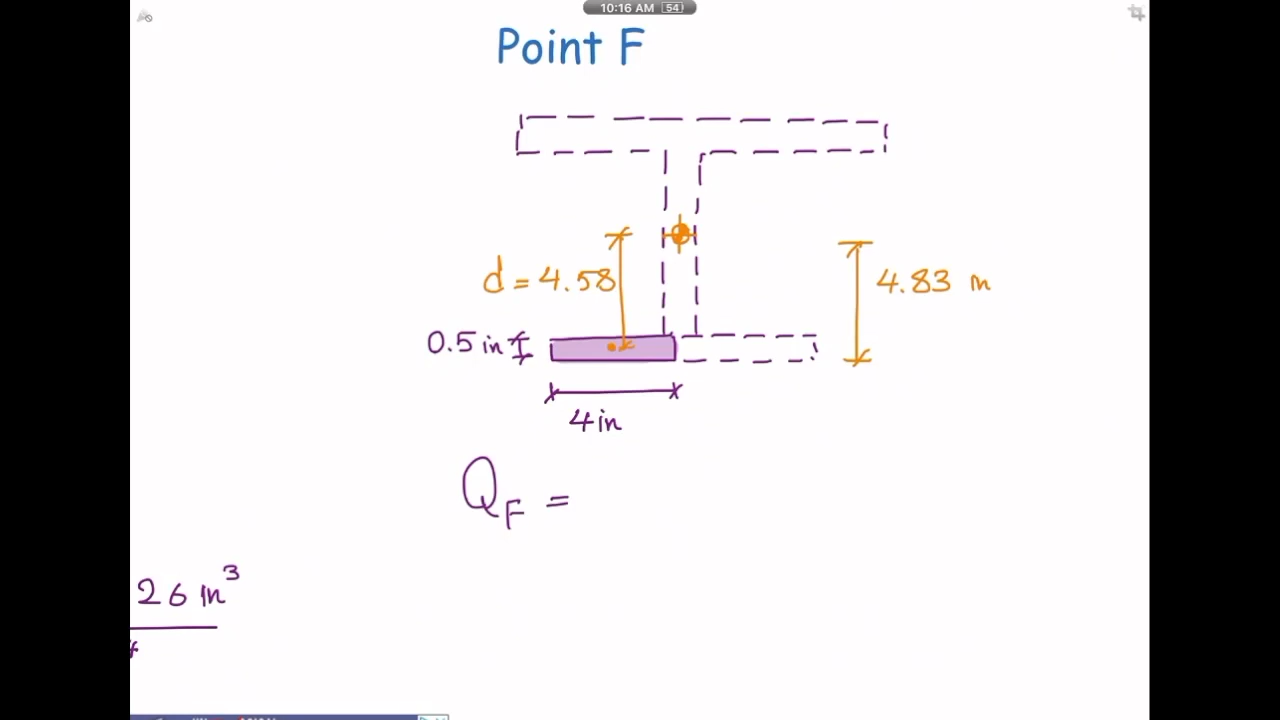 10:16 AM 54
Point F
d = 4.58
4.83 in
0.5 in
4 in
Q_F =
26 in³